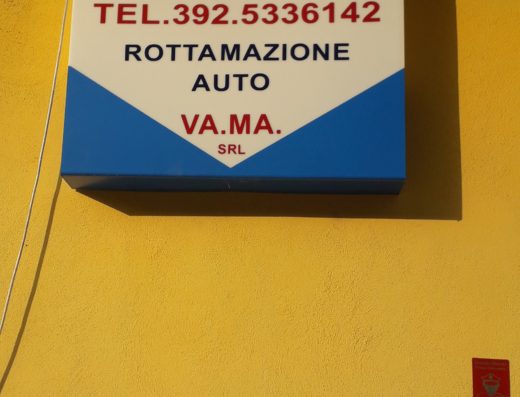 TEL.392.5336142
ROTTAMAZIONE
AUTO
VA.MA.
SRL